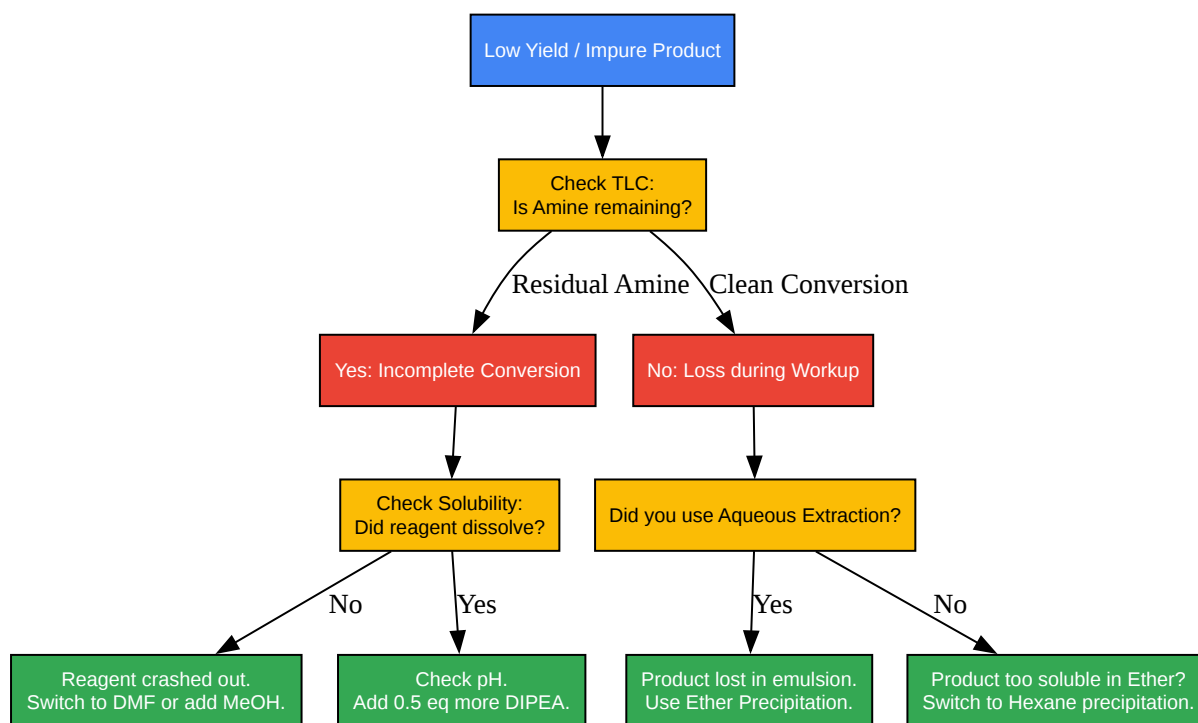 Low Yield / Impure Product
Check TLC:
Is Amine remaining?
Residual Amine
Clean Conversion
Yes: Incomplete Conversion
No: Loss during Workup
Check Solubility:
Did reagent dissolve?
Did you use Aqueous Extraction?
No
Yes
Yes
No
Reagent crashed out.
Switch to DMF or add MeOH.
Check pH.
Add 0.5 eq more DIPEA.
Product lost in emulsion.
Use Ether Precipitation.
Product too soluble in Ether?
Switch to Hexane precipitation.